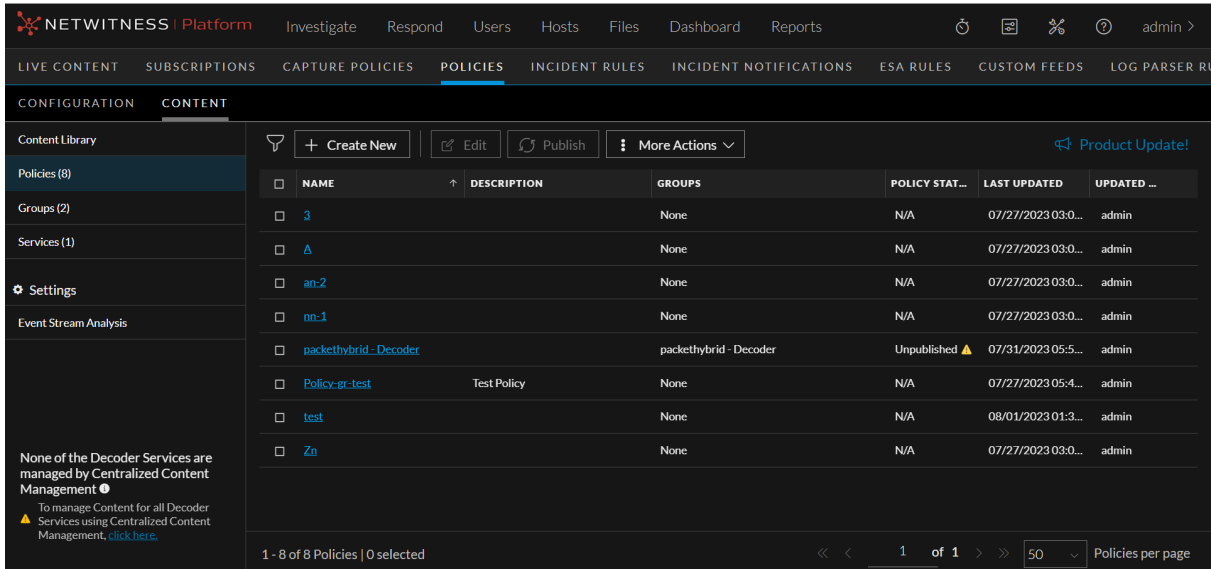 NETWITNESS | Platform Investigate Respond Users Hosts Files Dashboard Reports admin >
LIVE CONTENT SUBSCRIPTIONS CAPTURE POLICIES POLICIES INCIDENT RULES INCIDENT NOTIFICATIONS ESA RULES CUSTOM FEEDS LOG PARSER RU
CONFIGURATION CONTENT
Content Library
Policies (8)
Groups (2)
Services (1)
Settings
Event Stream Analysis
None of the Decoder Services are
managed by Centralized Content
Management
To manage Content for all Decoder
Services using Centralized Content
Management, click here.
+ Create New Edit Publish More Actions Product Update!
NAME ↑ DESCRIPTION GROUPS POLICY STAT... LAST UPDATED UPDATED ...
3 None N/A 07/27/2023 03:0... admin
A None N/A 07/27/2023 03:0... admin
an-2 None N/A 07/27/2023 03:0... admin
nn-1 None N/A 07/27/2023 03:0... admin
packethybrid - Decoder packethybrid - Decoder Unpublished 07/31/2023 05:5... admin
Policy-gr-test Test Policy None N/A 07/27/2023 05:4... admin
test None N/A 08/01/2023 01:3... admin
Zn None N/A 07/27/2023 03:0... admin
1 - 8 of 8 Policies | 0 selected << < 1 of 1 > >> 50 Policies per page